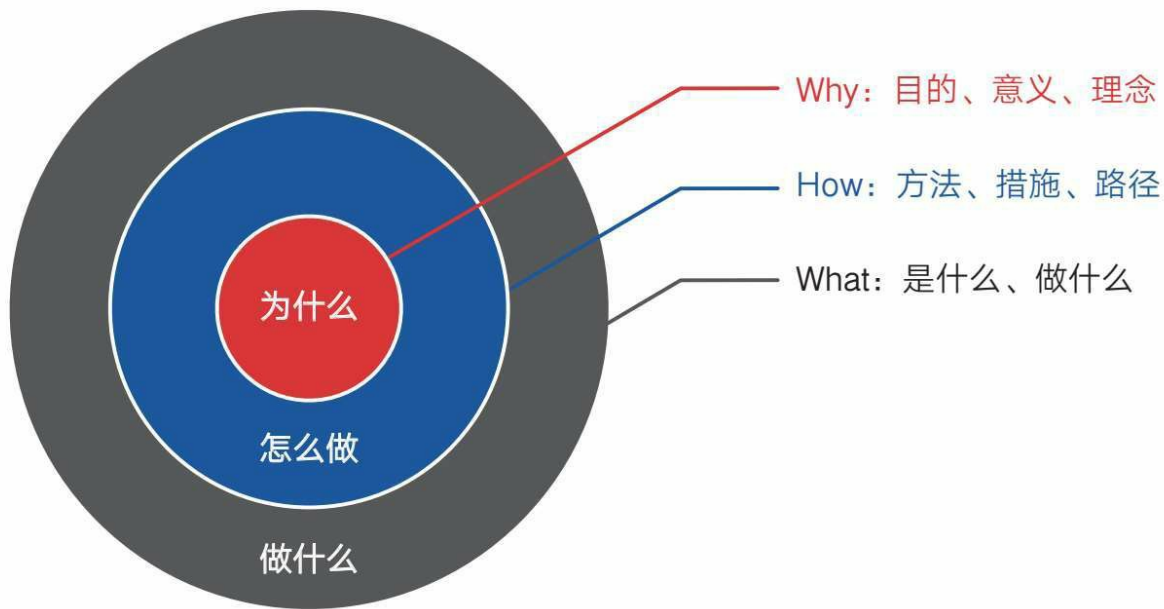 Why：目的、意义、理念
How：方法、措施、路径
What：是什么、做什么
为什么
怎么做
做什么